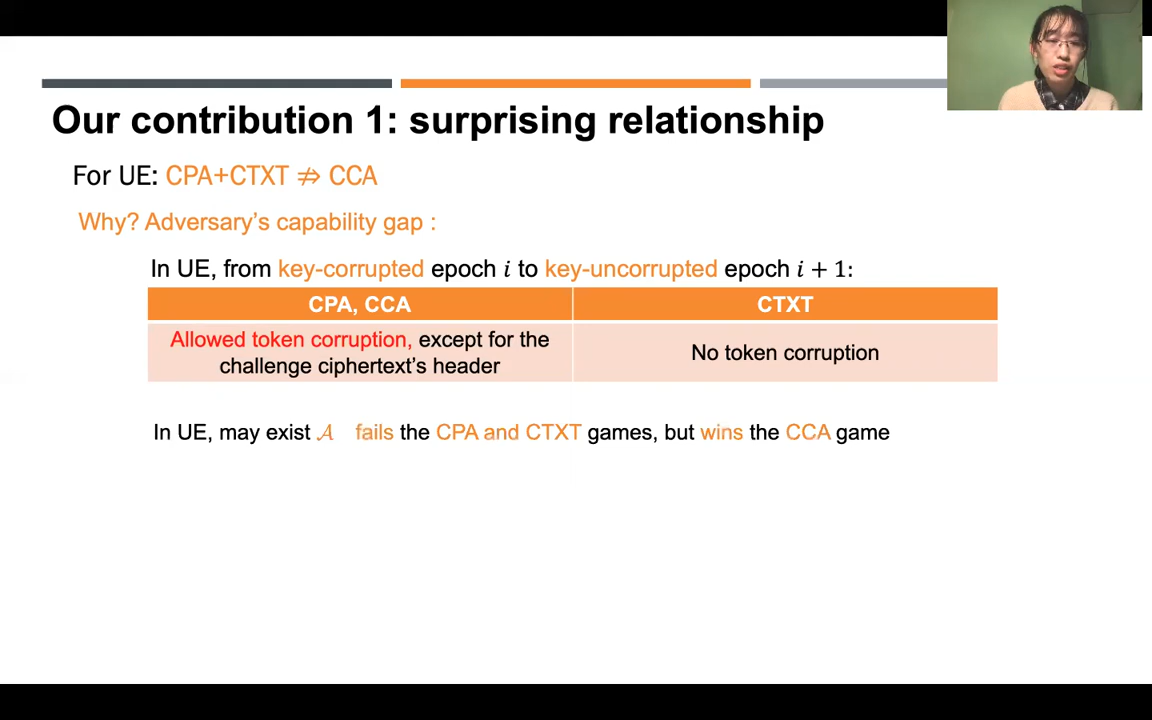 Our contribution 1: surprising relationship
For UE: CPA+CTXT ⇏ CCA
Why? Adversary's capability gap :
In UE, from key-corrupted epoch i to key-uncorrupted epoch i + 1:
CPA, CCA
CTXT
Allowed token corruption, except for the
challenge ciphertext's header
No token corruption
In UE, may exist 𝒜 fails the CPA and CTXT games, but wins the CCA game